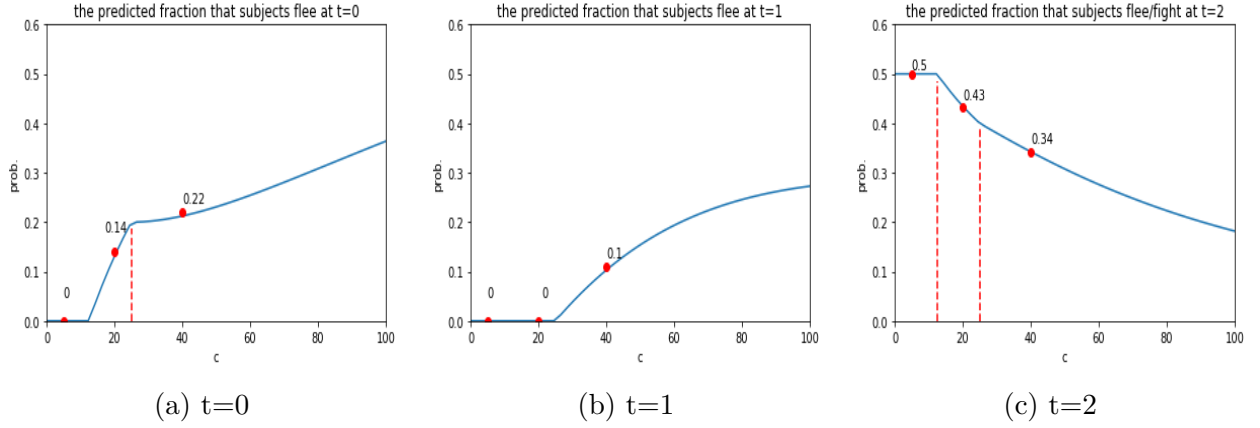 the predicted fraction that subjects flee at t=0
0.6
0.5
0.4
0.3
0.2
0.1
0.0
prob.
0.22
0.14
0
0 20 40 60 80 100
c
(a) t=0
the predicted fraction that subjects flee at t=1
0.6
0.5
0.4
0.3
0.2
0.1
0.0
prob.
0.1
0 0
0 20 40 60 80 100
c
(b) t=1
the predicted fraction that subjects flee/fight at t=2
0.6
0.5
0.4
0.3
0.2
0.1
0.0
prob.
0.5
0.43
0.34
0 20 40 60 80 100
c
(c) t=2